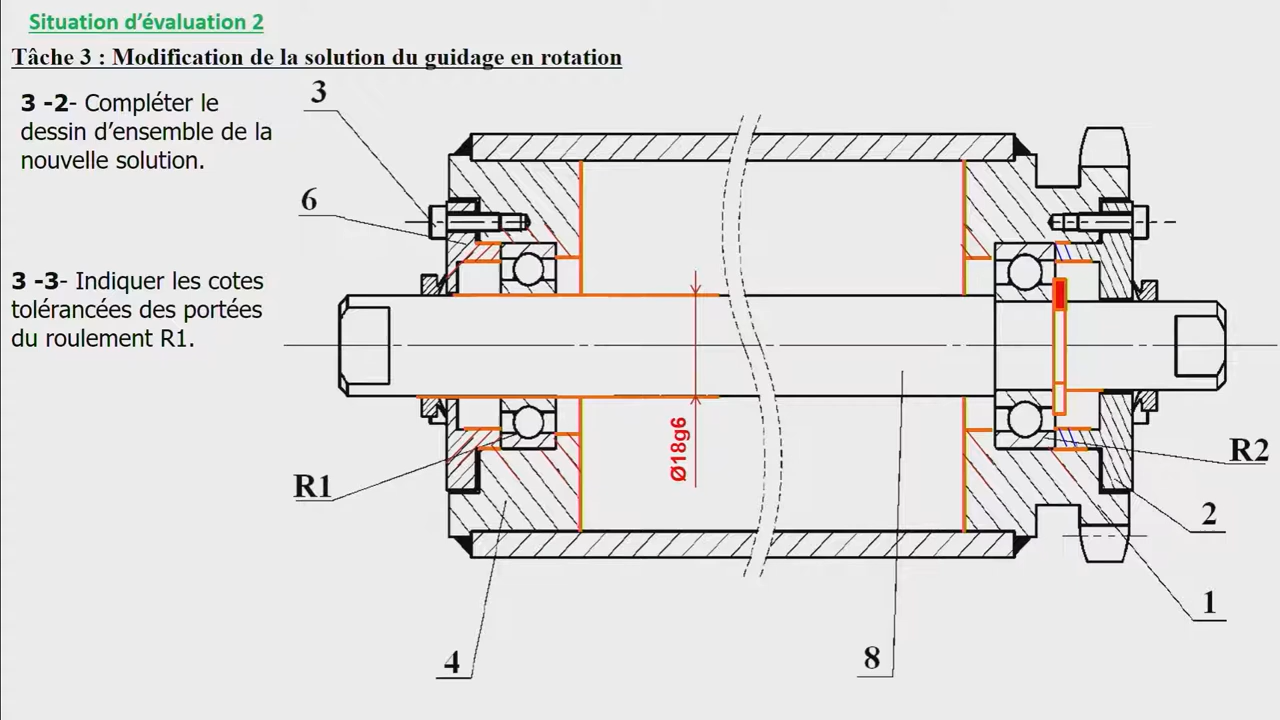 Situation d’évaluation 2
Tâche 3 : Modification de la solution du guidage en rotation
3 -2- Compléter le
dessin d’ensemble de la
nouvelle solution.
3
6
3 -3- Indiquer les cotes
tolérancées des portées
du roulement R1.
Ø18g6
R1
R2
2
1
4
8